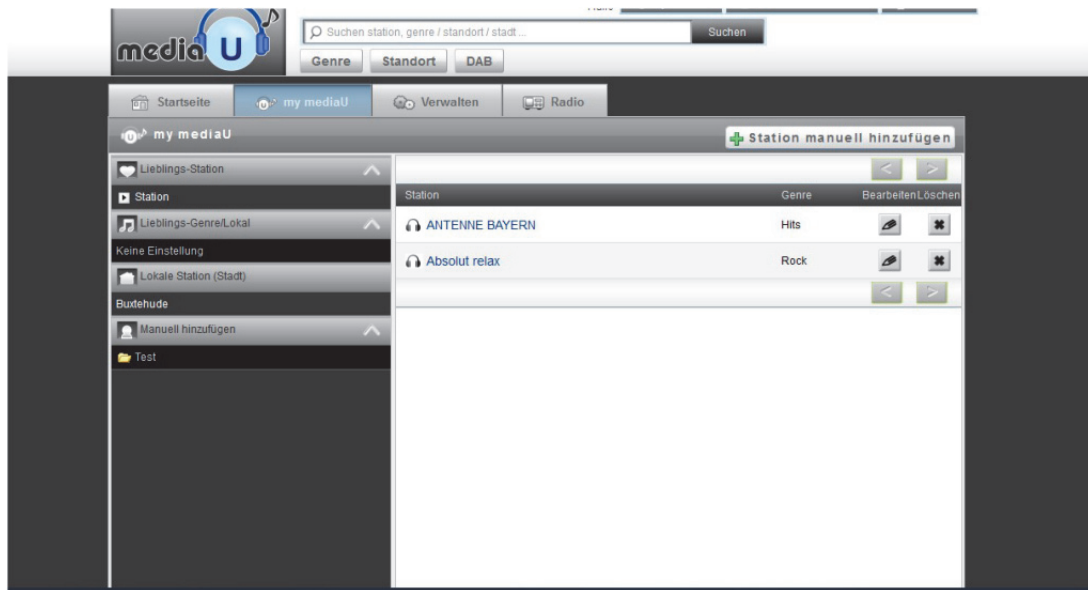 media U
Suchen station, genre / standort / stadt ...
Suchen
Genre
Standort
DAB
Startseite
my mediaU
Verwalten
Radio
my mediaU
Station manuell hinzufügen
Lieblings-Station
< >
Station
Station Genre Bearbeiten Löschen
Lieblings-Genre/Lokal
ANTENNE BAYERN Hits
Keine Einstellung
Absolut relax Rock
Lokale Station (Stadt)
< >
Buxtehude
Manuell hinzufügen
Test